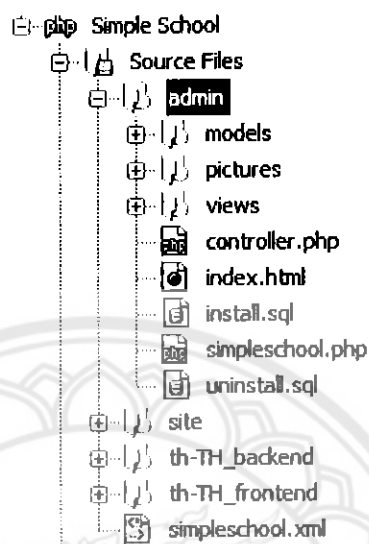 Simple School
Source Files
admin
models
pictures
views
controller.php
index.html
install.sql
simpleschool.php
uninstall.sql
site
th-TH_backend
th-TH_frontend
simpleschool.xml